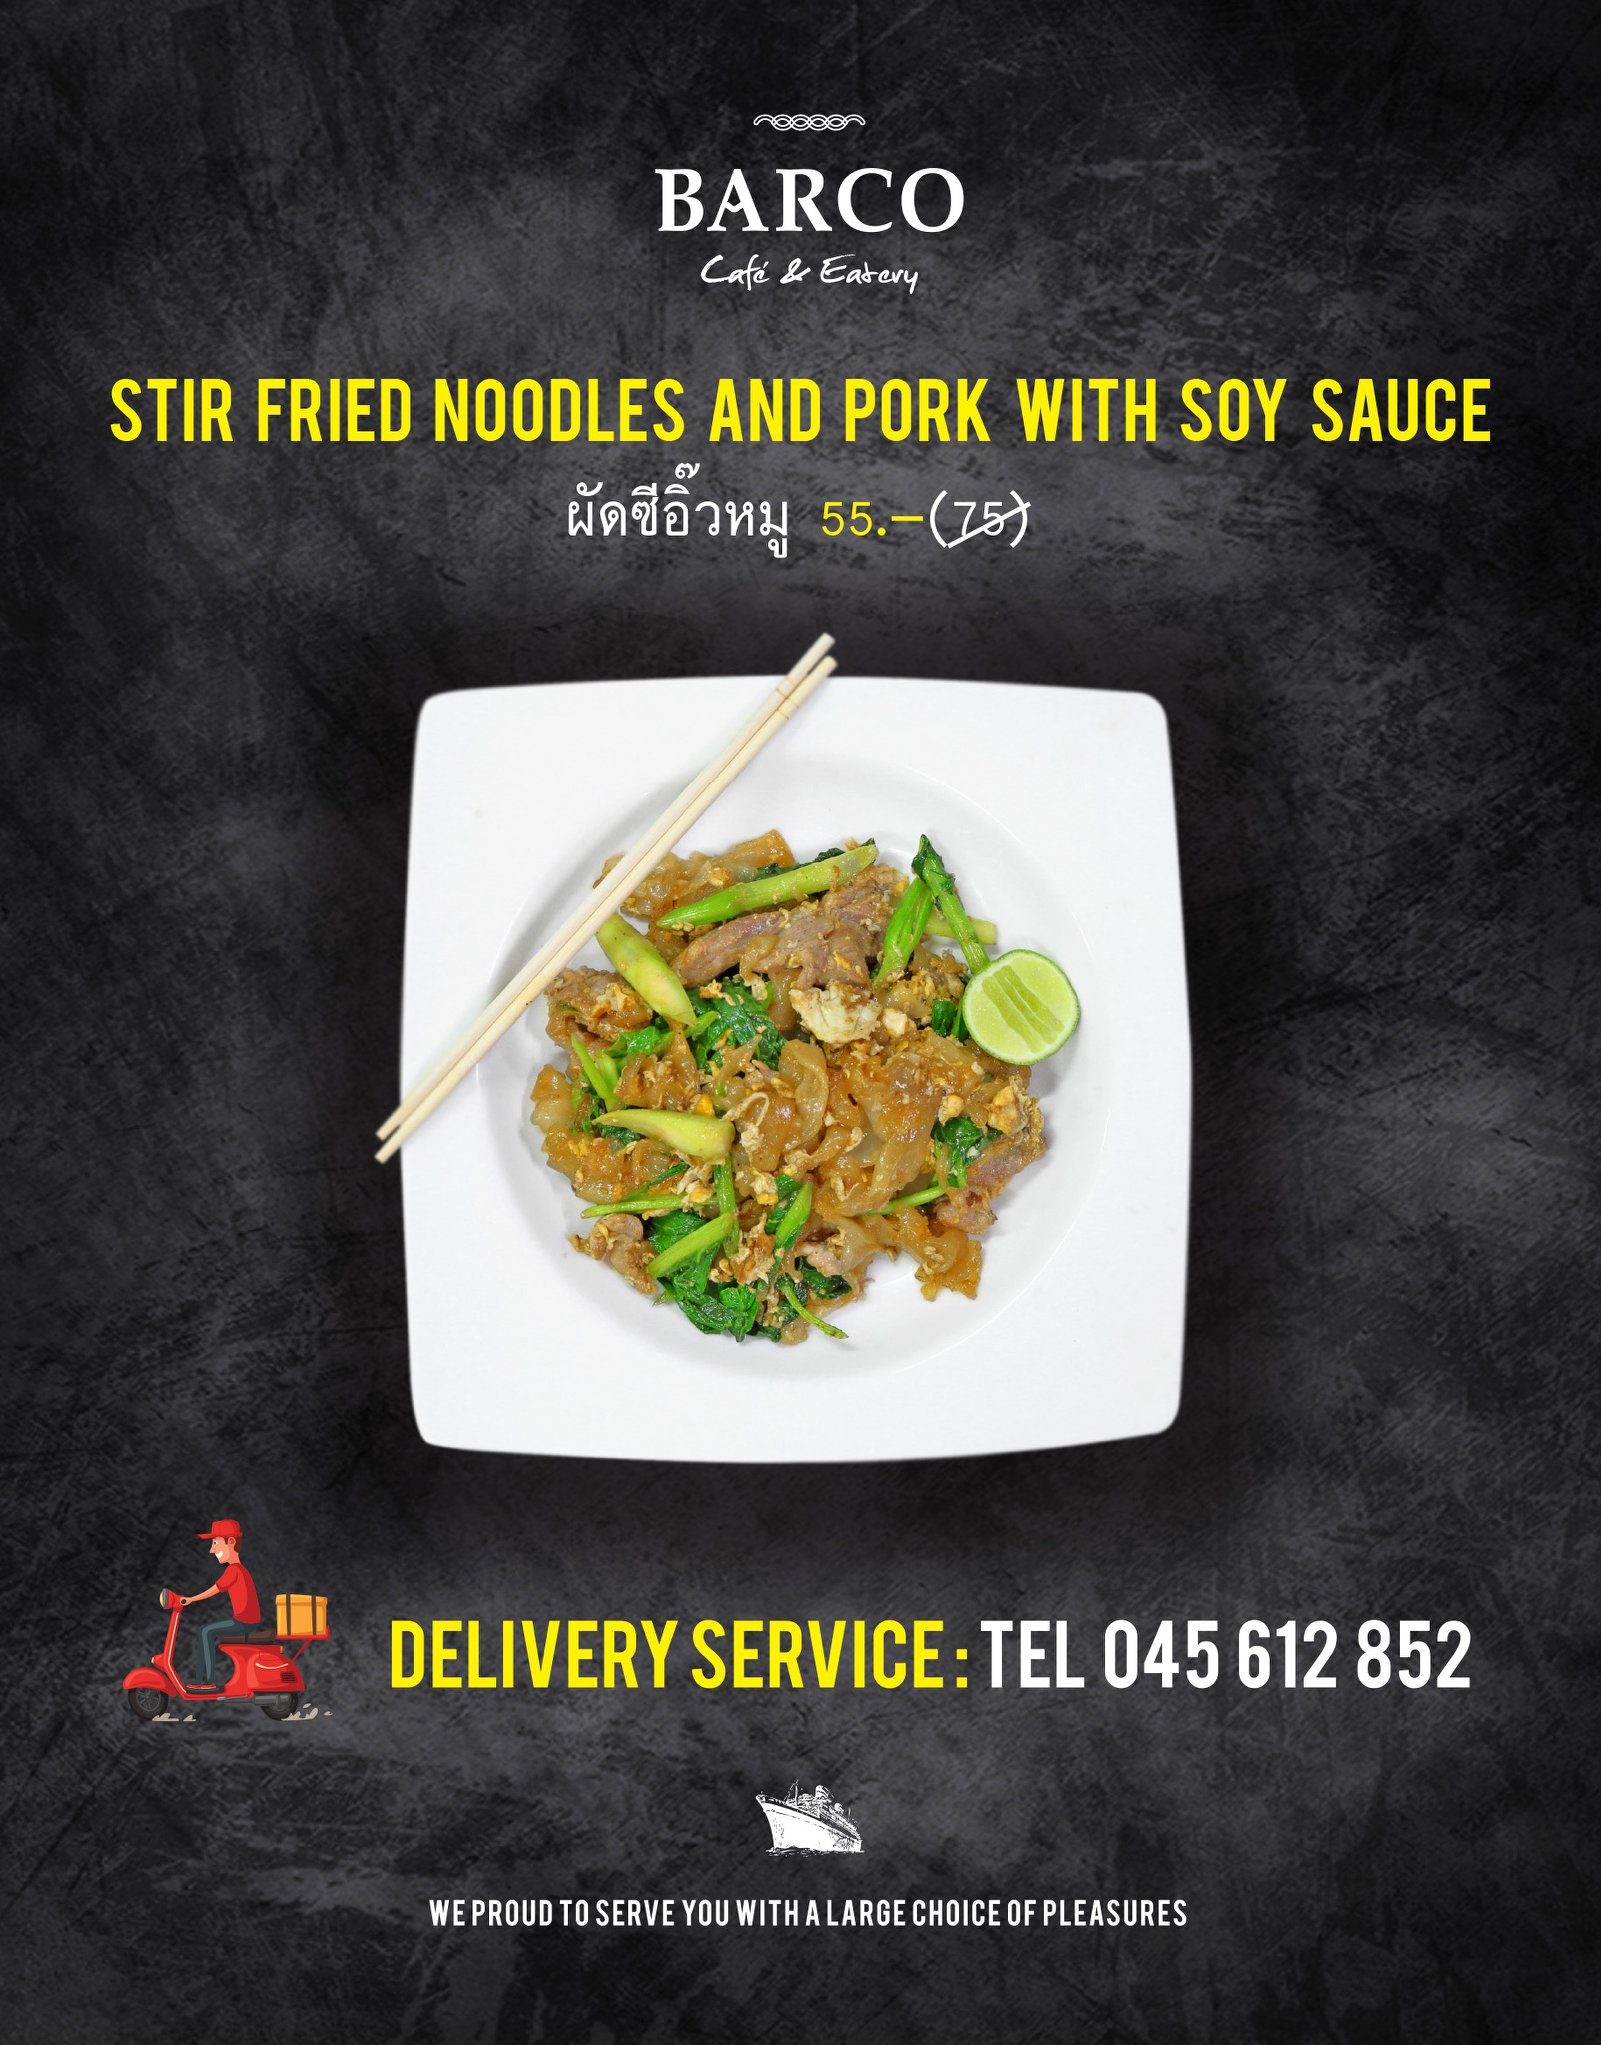 BARCO
Café & Eatery
STIR FRIED NOODLES AND PORK WITH SOY SAUCE
ผัดซีอิ๊วหมู 55.–(75)
DELIVERY SERVICE : TEL 045 612 852
WE PROUD TO SERVE YOU WITH A LARGE CHOICE OF PLEASURES